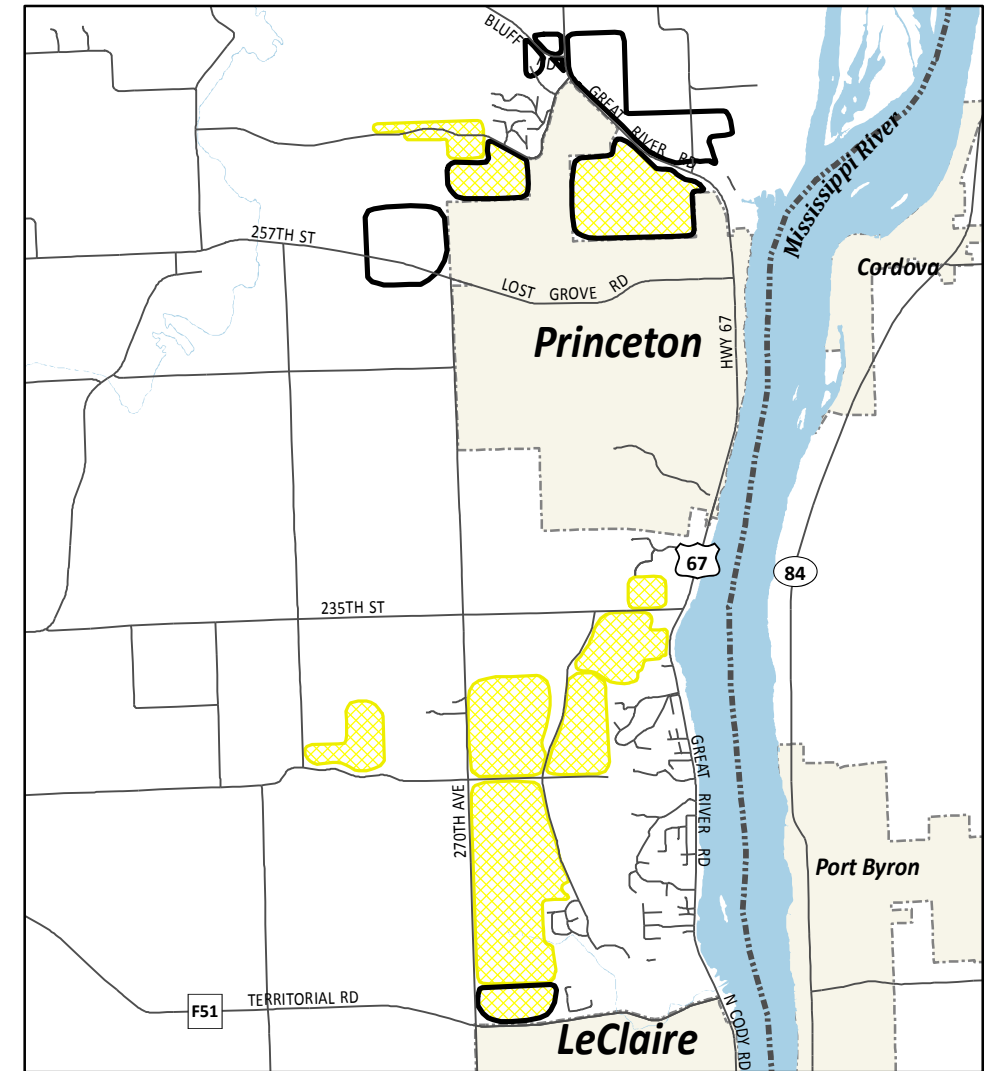 BLUFF RD
GREAT RIVER RD
Mississippi River
257TH ST
Cordova
LOST GROVE RD
Princeton
HWY 67
67
84
235TH ST
GREAT RIVER RD
270TH AVE
Port Byron
TERRITORIAL RD
F51
N CODY RD
LeClaire